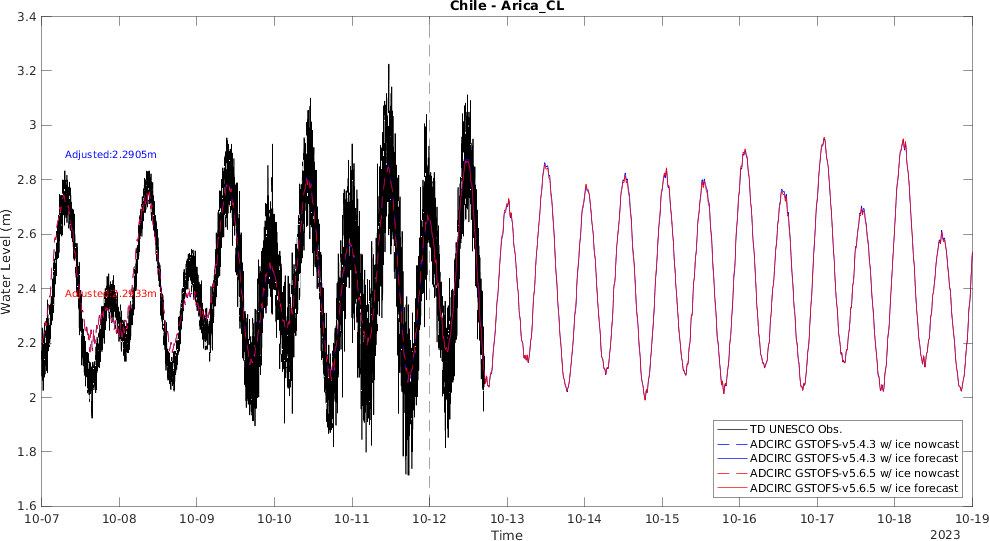 Chile - Arica_CL
3.4
3.2
3
2.8
2.6
2.4
2.2
2
1.8
1.6
Water Level (m)
Adjusted:2.2905m
Adjusted:2.2933m
TD UNESCO Obs.
ADCIRC GSTOFS-v5.4.3 w/ ice nowcast
ADCIRC GSTOFS-v5.4.3 w/ ice forecast
ADCIRC GSTOFS-v5.6.5 w/ ice nowcast
ADCIRC GSTOFS-v5.6.5 w/ ice forecast
10-07 10-08 10-09 10-10 10-11 10-12 10-13 10-14 10-15 10-16 10-17 10-18 10-19
Time
2023